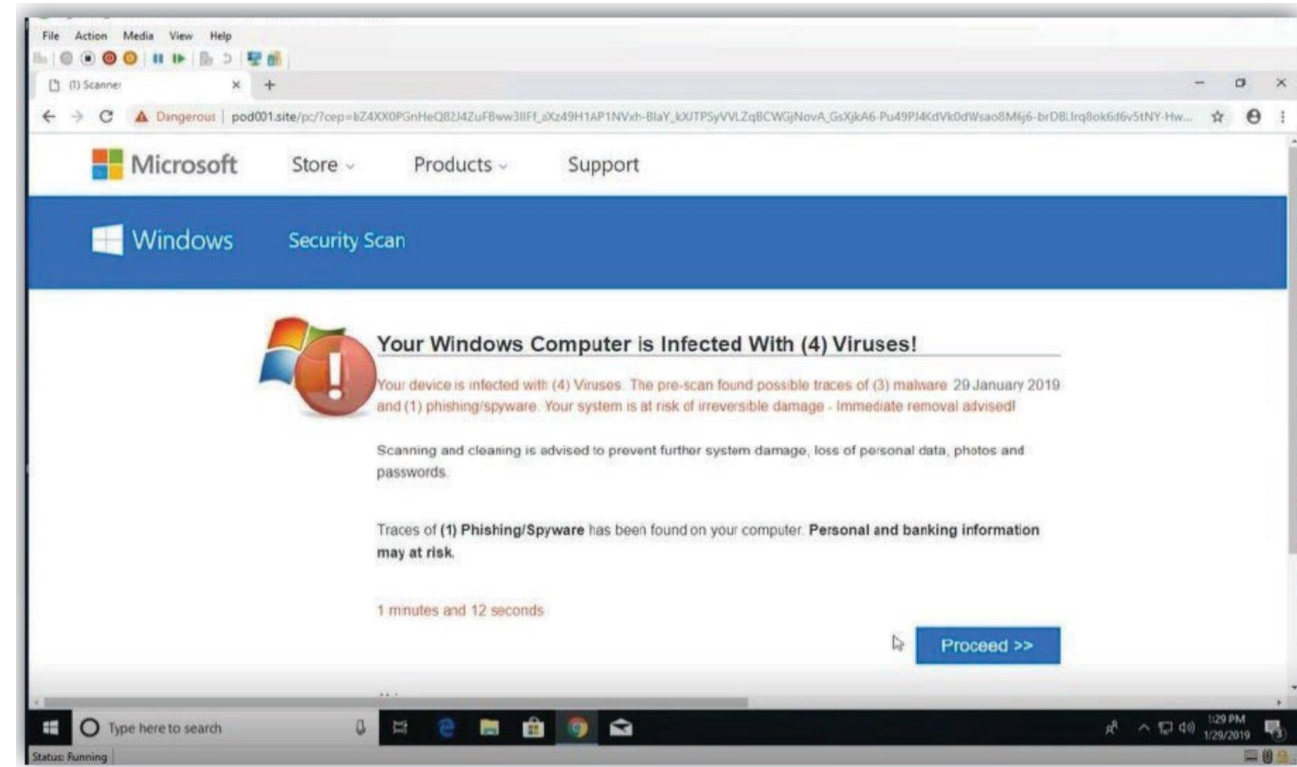 File Action Media View Help
(1) Scanner
Dangerous
Microsoft Store Products Support
Windows Security Scan
Your Windows Computer is Infected With (4) Viruses!
Your device is infected with (4) Viruses. The pre-scan found possible traces of (3) malware 29 January 2019
and (1) phishing/spyware. Your system is at risk of irreversible damage - Immediate removal advised!
Scanning and cleaning is advised to prevent further system damage, loss of personal data, photos and
passwords.
Traces of (1) Phishing/Spyware has been found on your computer. Personal and banking information
may at risk.
1 minutes and 12 seconds
Proceed >>
Type here to search
1:29 PM
1/29/2019
Status: Running